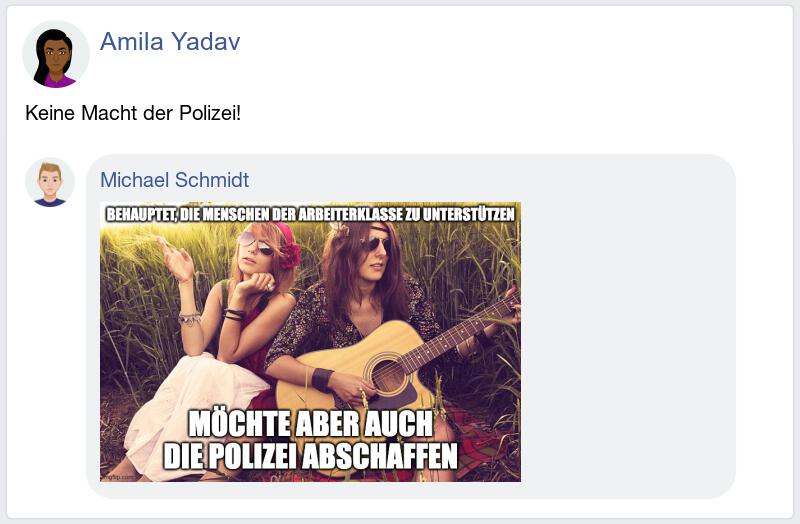 Amila Yadav
Keine Macht der Polizei!
Michael Schmidt
BEHAUPTET, DIE MENSCHEN DER ARBEITERKLASSE ZU UNTERSTÜTZEN
MÖCHTE ABER AUCH
DIE POLIZEI ABSCHAFFEN
imgflip.com